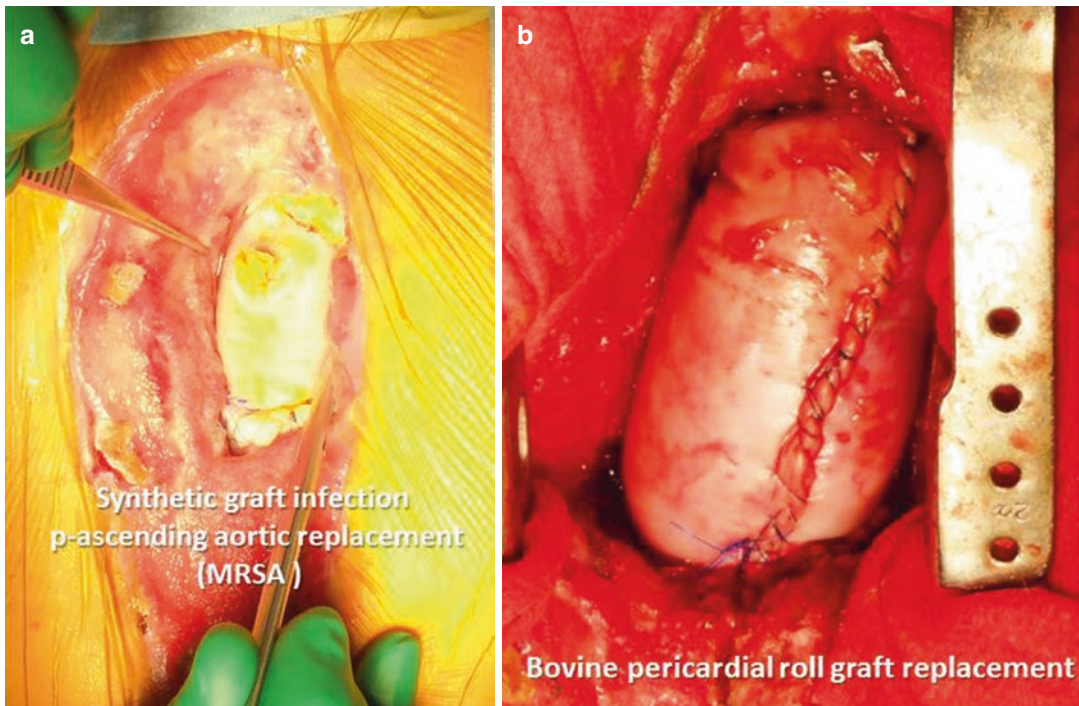 a
Synthetic graft infection
p-ascending aortic replacement
(MRSA )
b
Bovine pericardial roll graft replacement